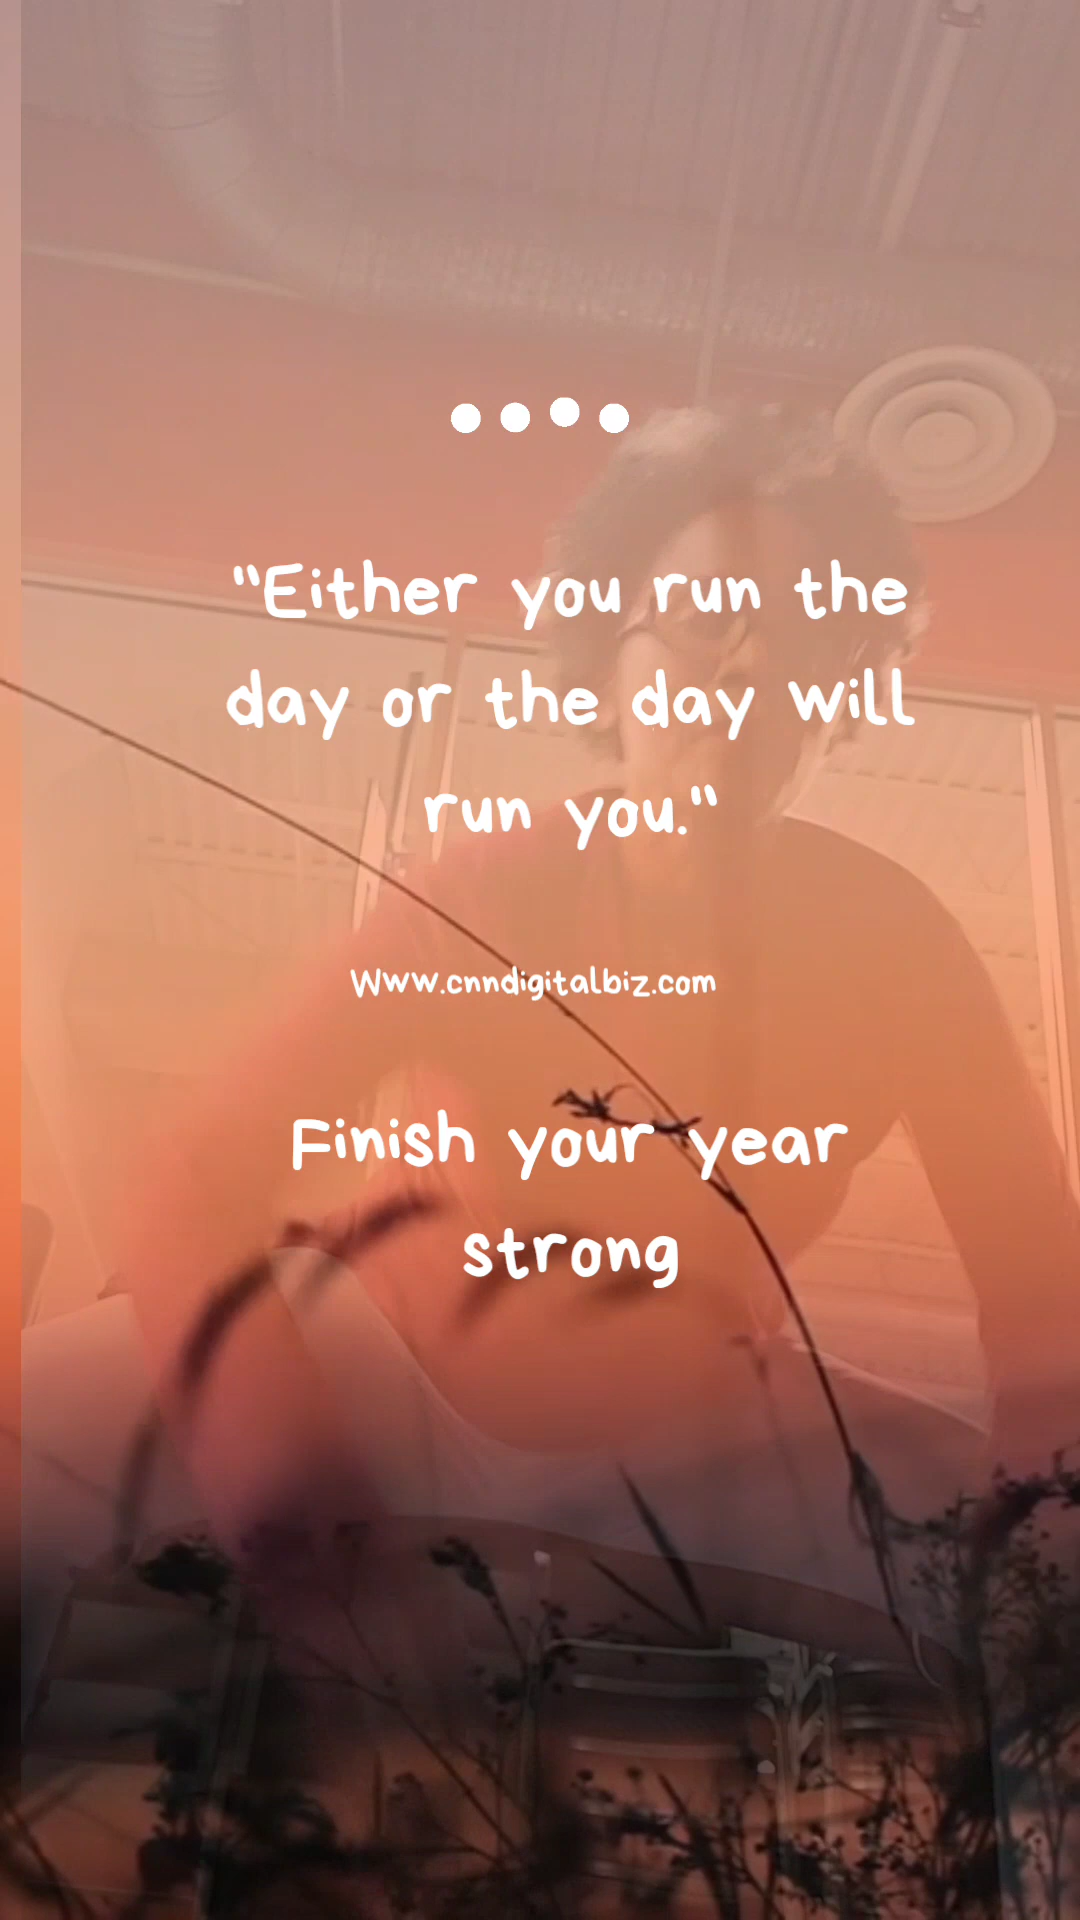 "Either you run the
day or the day will
run you."
Www.cnndigitalbiz.com
Finish your year
strong